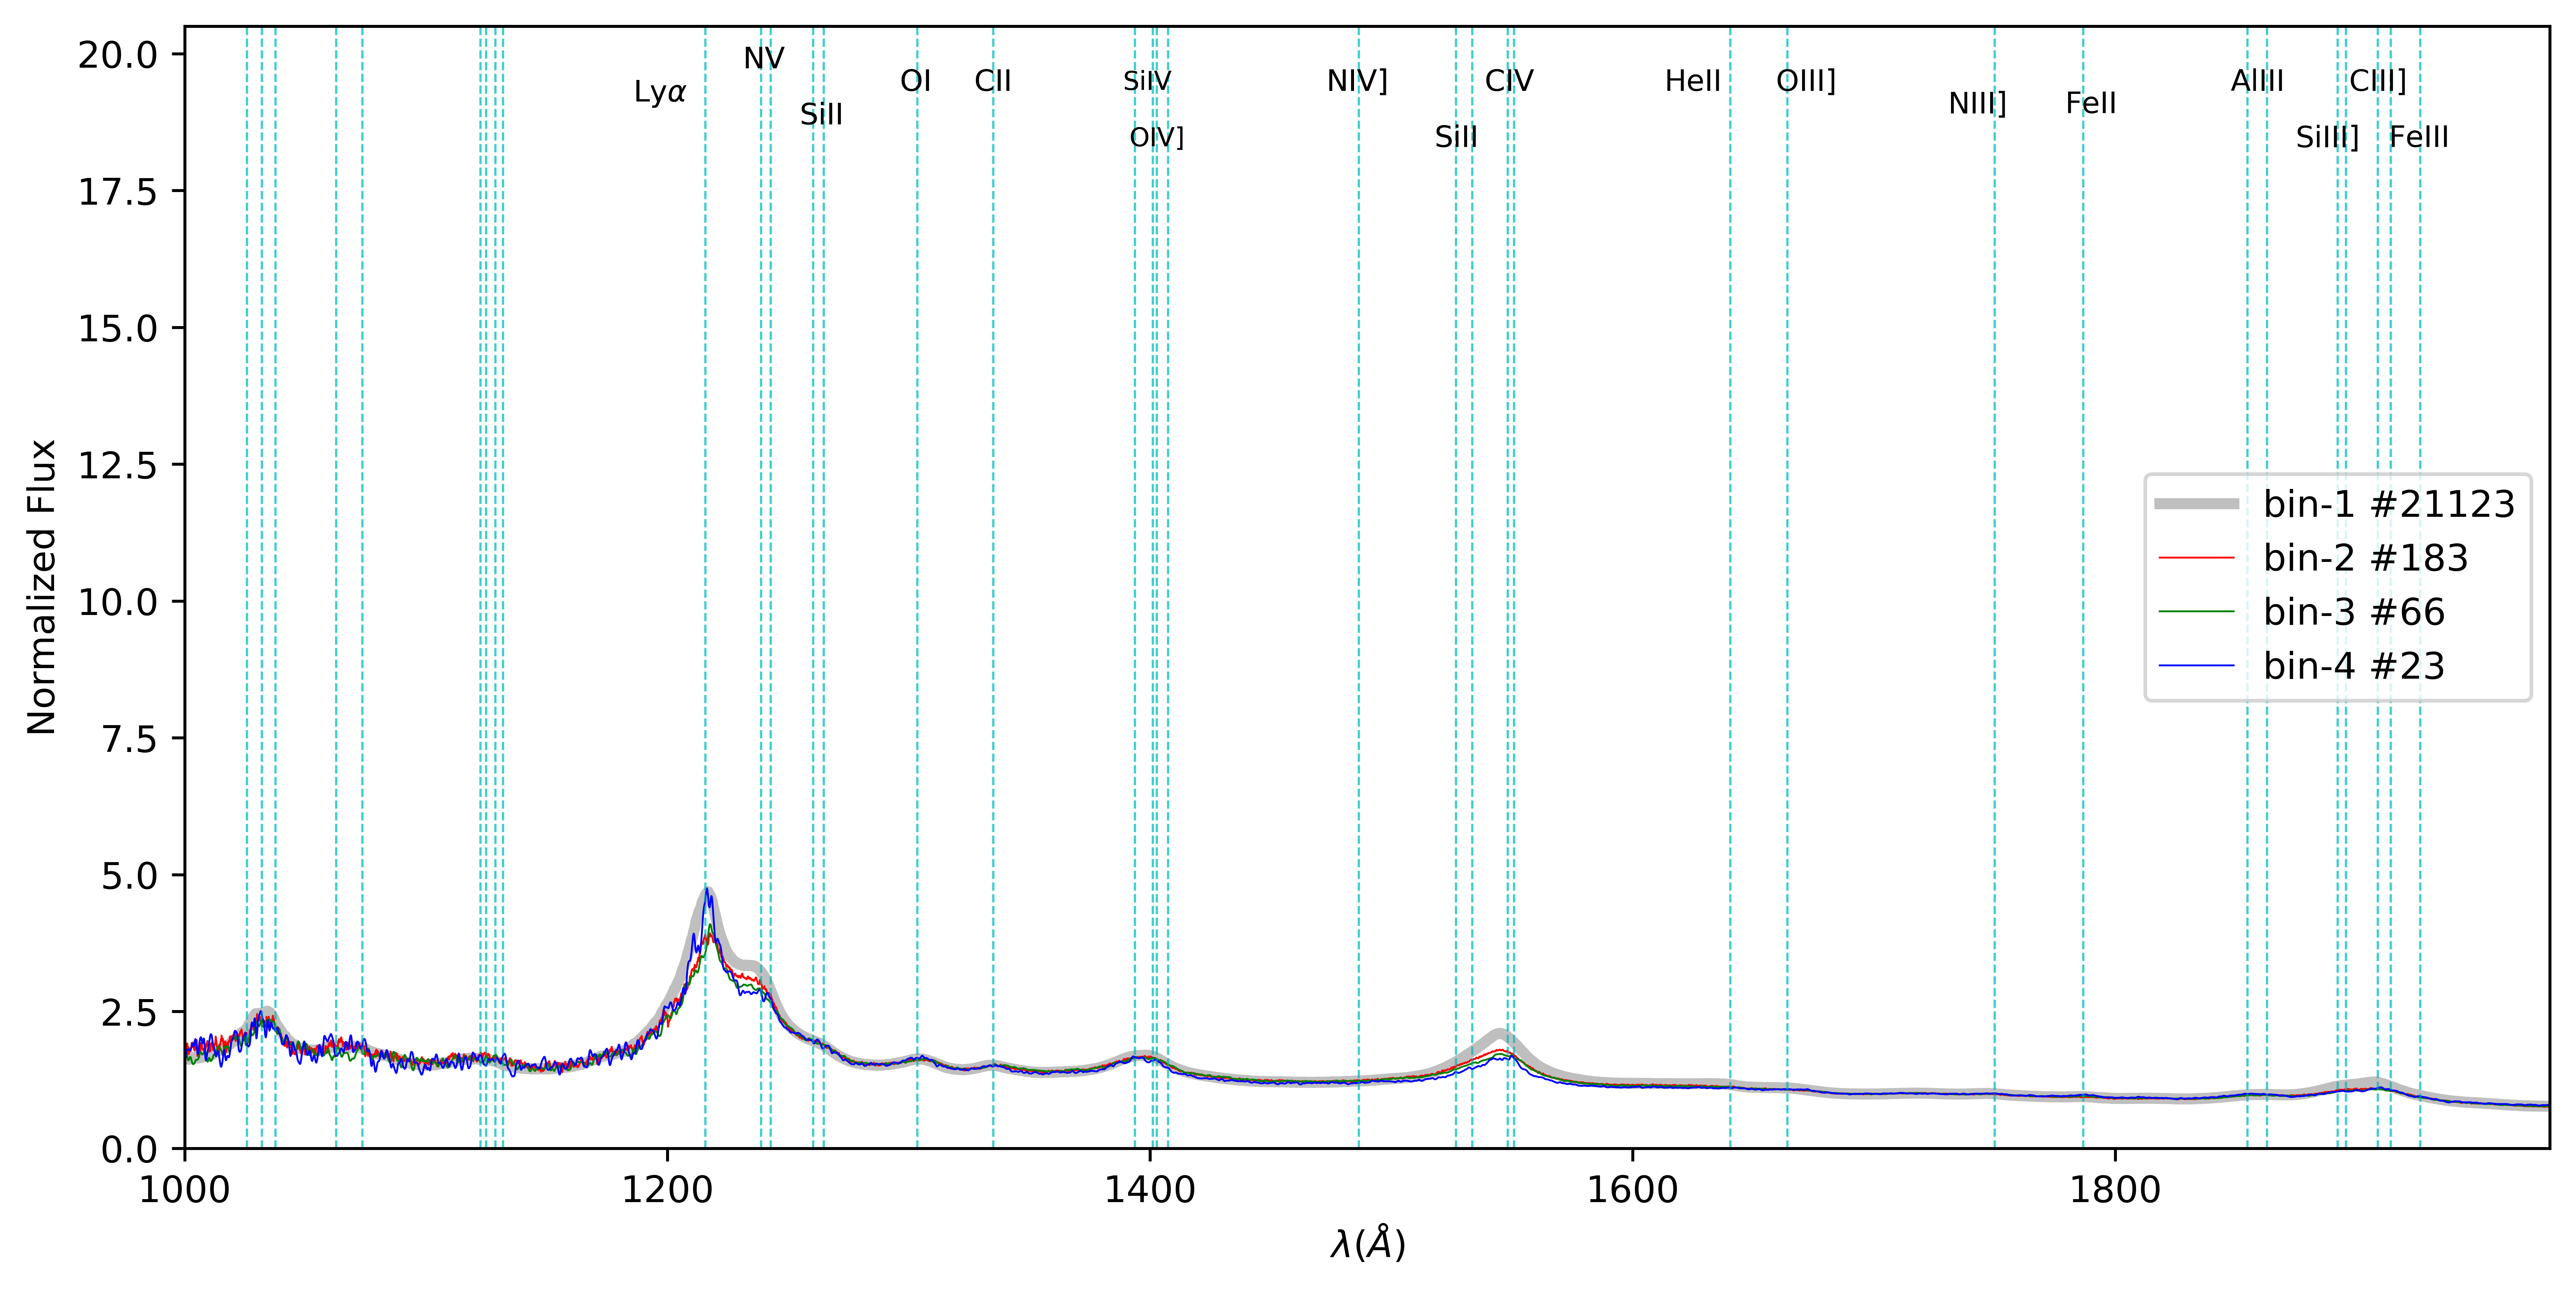 20.0
17.5
15.0
12.5
10.0
7.5
5.0
2.5
0.0
Normalized Flux
Lyα
NV
SiII
OI
CII
SiIV
OIV]
NIV]
SiII
CIV
HeII
OIII]
NIII]
FeII
AlIII
SiIII]
CIII]
FeIII
bin-1 #21123
bin-2 #183
bin-3 #66
bin-4 #23
1000
1200
1400
1600
1800
λ(Å)